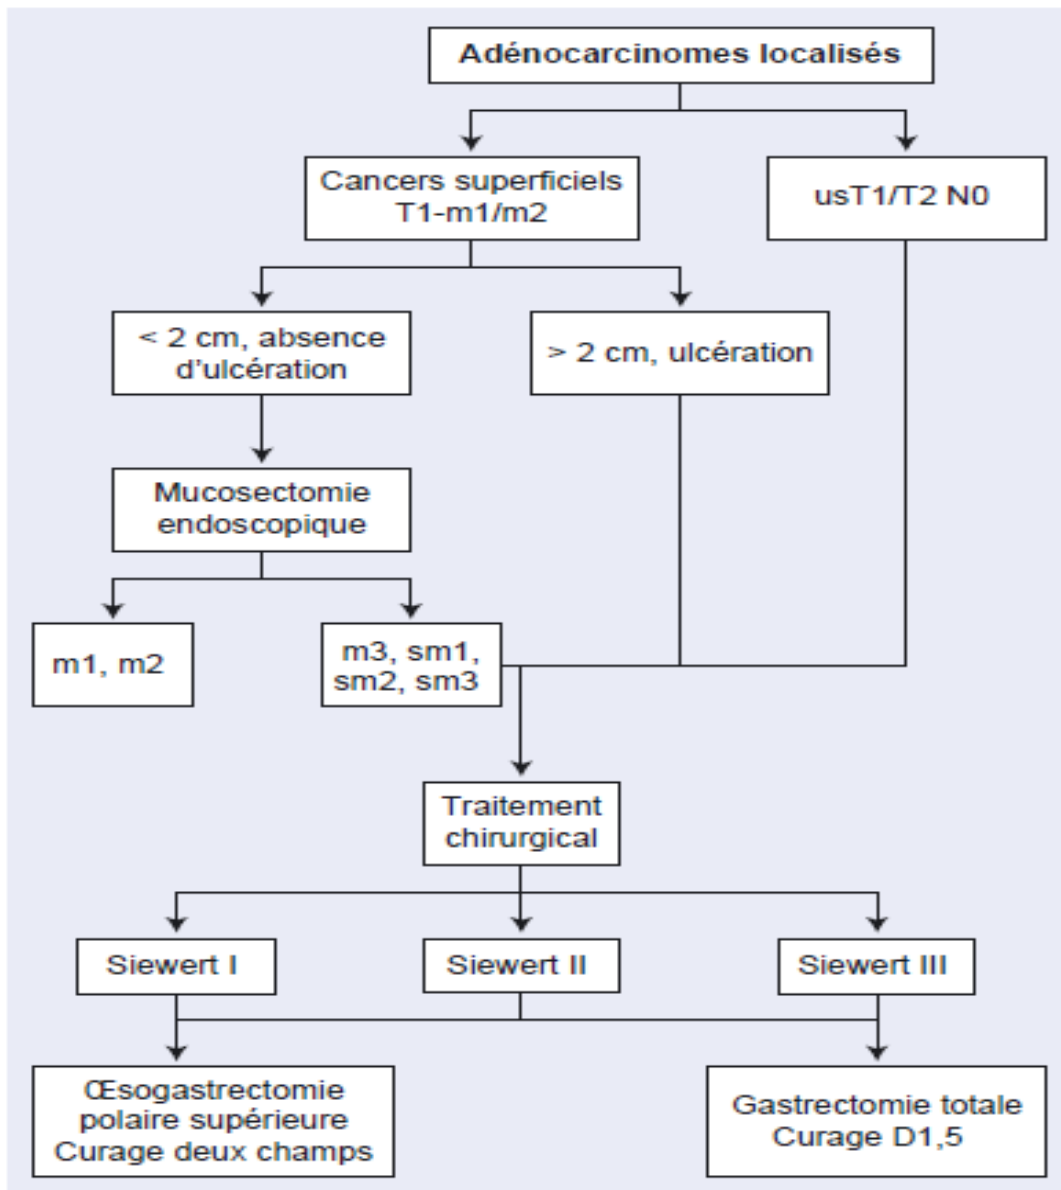 Adénocarcinomes localisés
Cancers superficiels
T1-m1/m2
usT1/T2 N0
< 2 cm, absence
d'ulcération
> 2 cm, ulcération
Mucosectomie
endoscopique
m1, m2
m3, sm1,
sm2, sm3
Traitement
chirurgical
Siewert I
Siewert II
Siewert III
Œsogastrectomie
polaire supérieure
Curage deux champs
Gastrectomie totale
Curage D1,5